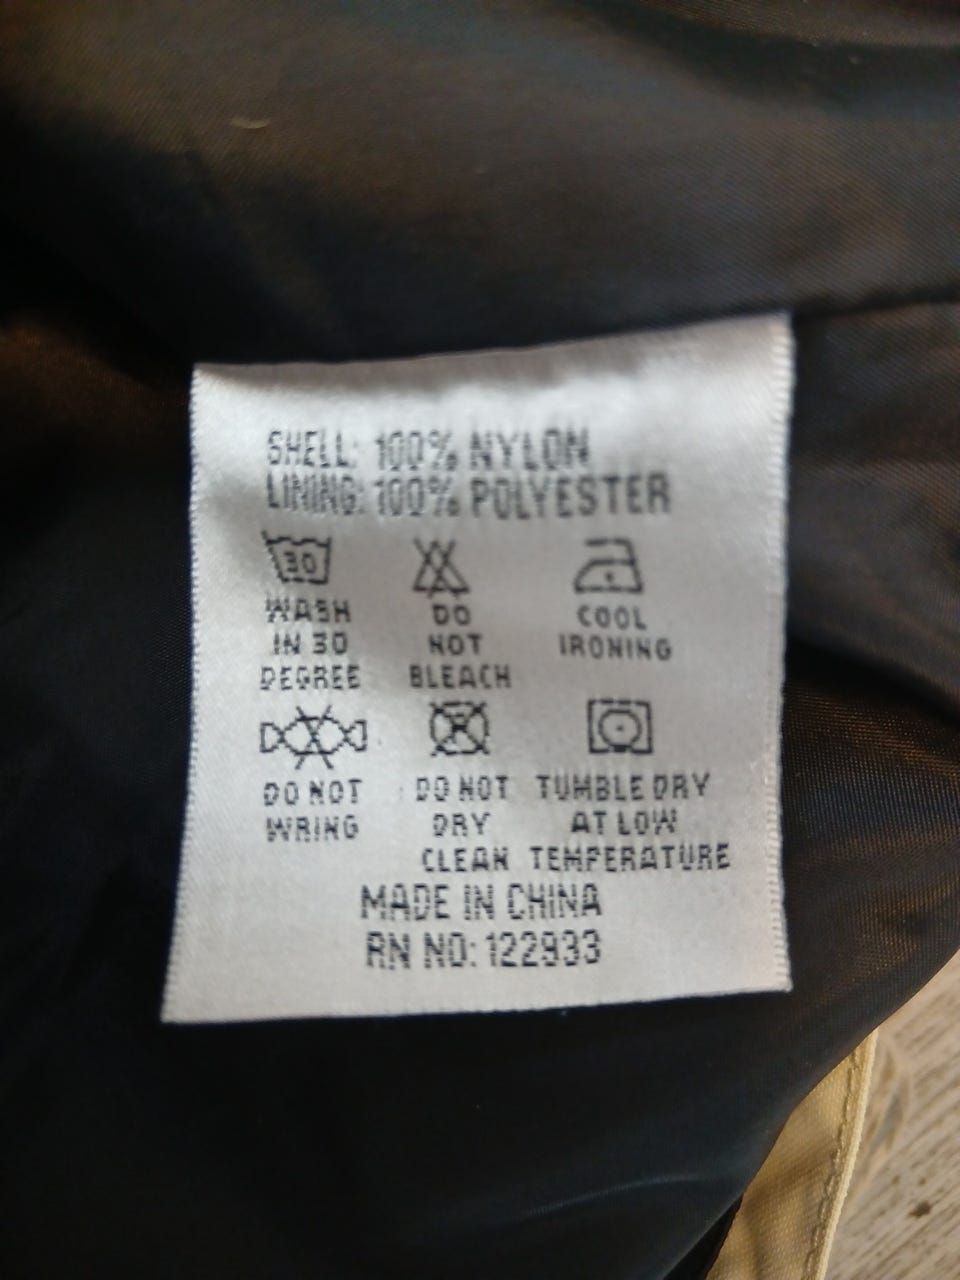 SHELL: 100% NYLON
LINING: 100% POLYESTER
30
WASH IN 30 DEGREE
DO NOT BLEACH
COOL IRONING
DO NOT WRING
DO NOT DRY CLEAN
TUMBLE DRY AT LOW TEMPERATURE
MADE IN CHINA
RN NO: 122933